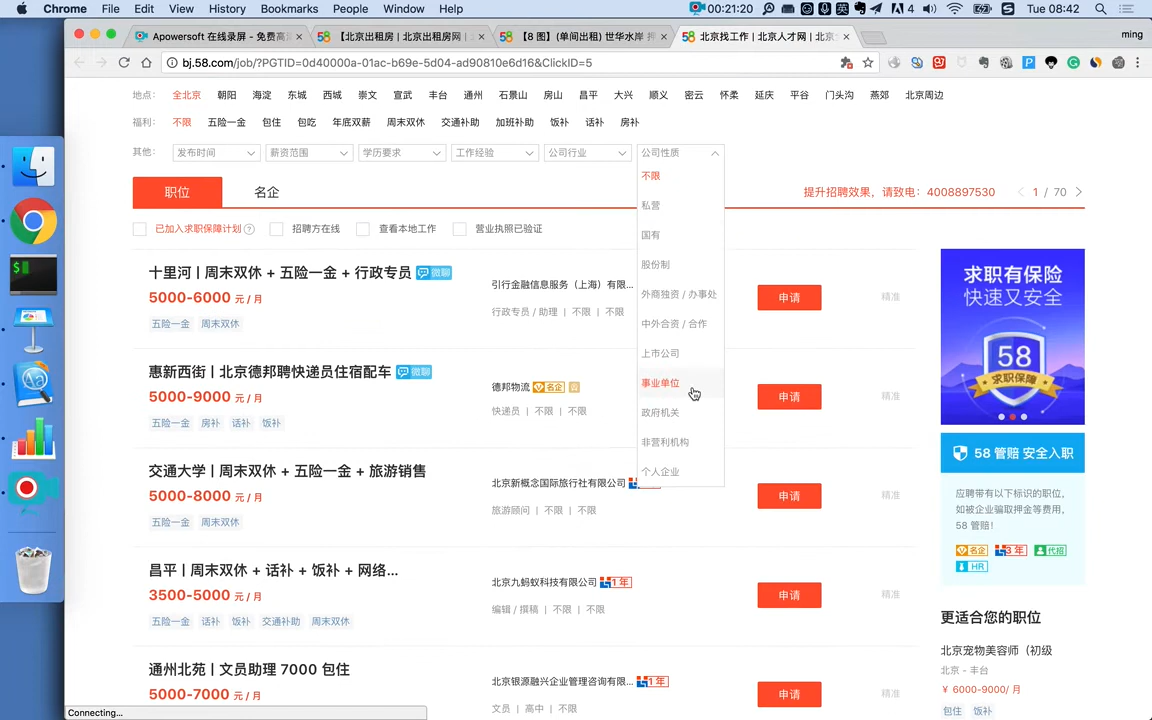 Chrome File Edit View History Bookmarks People Window Help 00:21:20 4 Tue 08:42
Apowersoft 在线录屏 - 免费高清
【北京出租房 | 北京出租房网 |
【8 图】(单间出租) 世华水岸 押
北京找工作 | 北京人才网 | 北京
ming
bj.58.com/job/?PGTID=0d40000a-01ac-b69e-5d04-ad90810e6d16&ClickID=5
地点： 全北京 朝阳 海淀 东城 西城 崇文 宣武 丰台 通州 石景山 房山 昌平 大兴 顺义 密云 怀柔 延庆 平谷 门头沟 燕郊 北京周边
福利： 不限 五险一金 包住 包吃 年底双薪 周末双休 交通补助 加班补助 饭补 话补 房补
其他： 发布时间 薪资范围 学历要求 工作经验 公司行业 公司性质
不限
私营
国有
股份制
外商独资 / 办事处
中外合资 / 合作
上市公司
事业单位
政府机关
非营利机构
个人企业
职位 名企
提升招聘效果，请致电：4008897530 1 / 70
已加入求职保障计划 ? 招聘方在线 查看本地工作 营业执照已验证
十里河 | 周末双休 + 五险一金 + 行政专员 微聊
5000-6000 元 / 月
五险一金 周末双休
引行金融信息服务（上海）有限...
行政专员 / 助理 | 不限 | 不限
申请
精准
惠新西街 | 北京德邦聘快递员住宿配车 微聊
5000-9000 元 / 月
五险一金 房补 话补 饭补
德邦物流 名企
快递员 | 不限 | 不限
申请
精准
交通大学 | 周末双休 + 五险一金 + 旅游销售
5000-8000 元 / 月
五险一金 周末双休
北京新概念国际旅行社有限公司
旅游顾问 | 不限 | 不限
申请
精准
昌平 | 周末双休 + 话补 + 饭补 + 网络...
3500-5000 元 / 月
五险一金 话补 饭补 交通补助 周末双休
北京九蚂蚁科技有限公司 1 年
编辑 / 撰稿 | 不限 | 不限
申请
精准
通州北苑 | 文员助理 7000 包住
5000-7000 元 / 月
北京银源融兴企业管理咨询有限... 1 年
文员 | 高中 | 不限
申请
精准
求职有保险
快速又安全
58
求职保障
58 管赔 安全入职
应聘带有以下标识的职位，
如被企业骗取押金等费用，
58 管赔！
名企 3 年 代招
HR
更适合您的职位
北京宠物美容师（初级
北京 - 丰台
¥ 6000-9000/ 月
包住 饭补
Connecting...